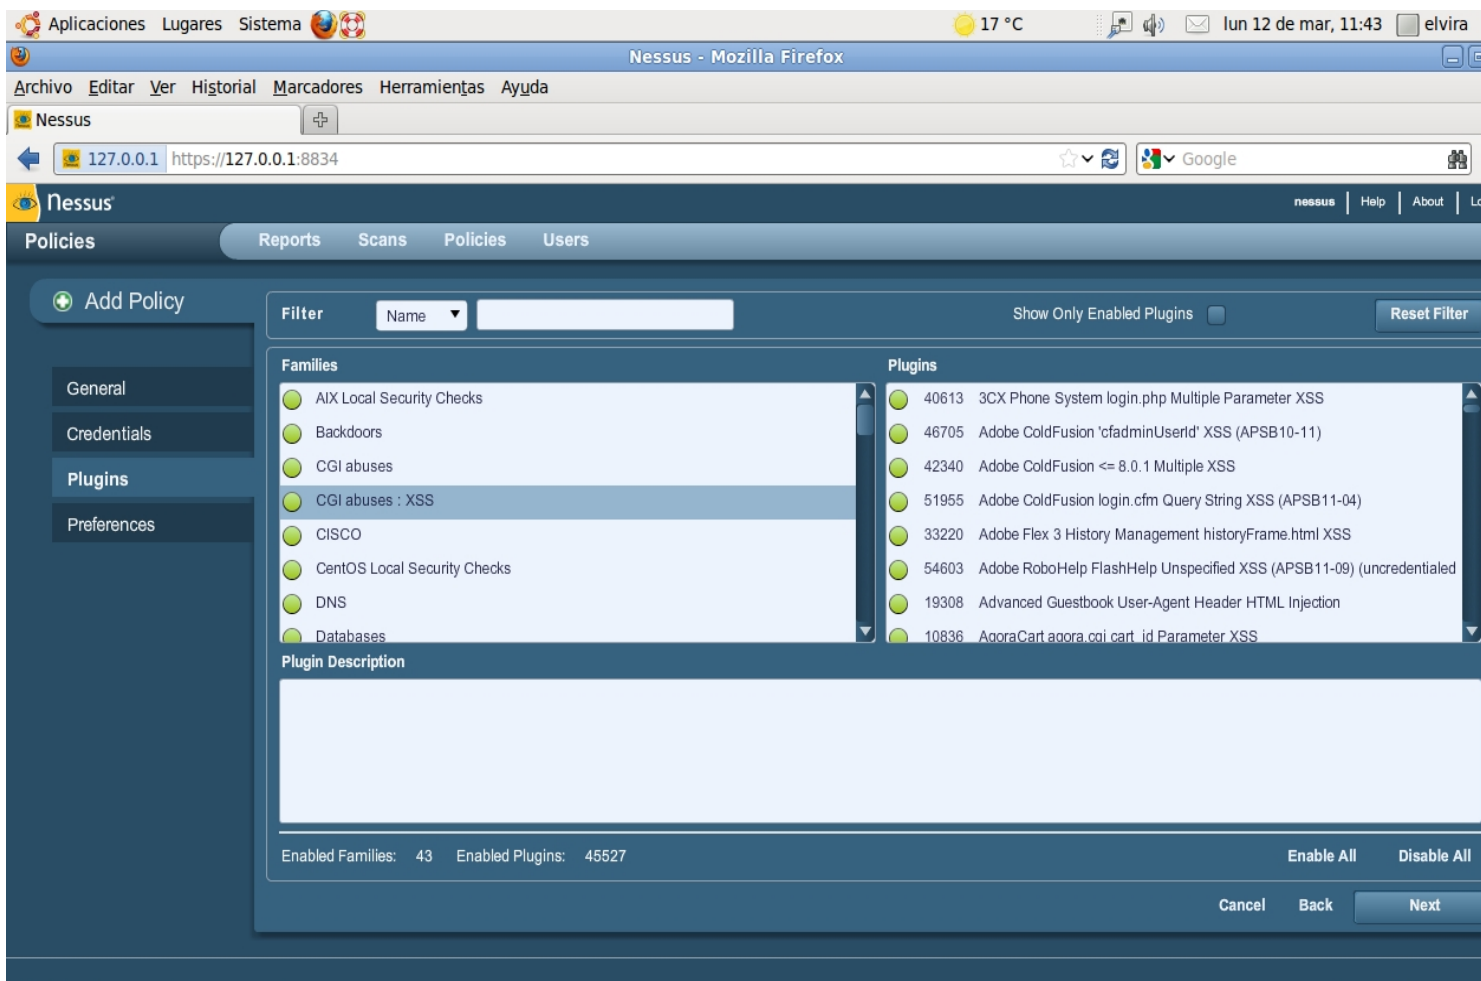 Aplicaciones Lugares Sistema 17 °C lun 12 de mar, 11:43 elvira
Nessus - Mozilla Firefox
Archivo Editar Ver Historial Marcadores Herramientas Ayuda
Nessus
127.0.0.1 https://127.0.0.1:8834 Google
nessus nessus Help About
Policies Reports Scans Policies Users
Add Policy
Filter Name Show Only Enabled Plugins Reset Filter
General
Credentials
Plugins
Preferences
Families
AIX Local Security Checks
Backdoors
CGI abuses
CGI abuses : XSS
CISCO
CentOS Local Security Checks
DNS
Databases
Plugins
40613 3CX Phone System login.php Multiple Parameter XSS
46705 Adobe ColdFusion 'cfadminUserId' XSS (APSB10-11)
42340 Adobe ColdFusion <= 8.0.1 Multiple XSS
51955 Adobe ColdFusion login.cfm Query String XSS (APSB11-04)
33220 Adobe Flex 3 History Management historyFrame.html XSS
54603 Adobe RoboHelp FlashHelp Unspecified XSS (APSB11-09) (uncredentialed
19308 Advanced Guestbook User-Agent Header HTML Injection
10836 AgoraCart agora.cgi cart_id Parameter XSS
Plugin Description
Enabled Families: 43 Enabled Plugins: 45527 Enable All Disable All
Cancel Back Next